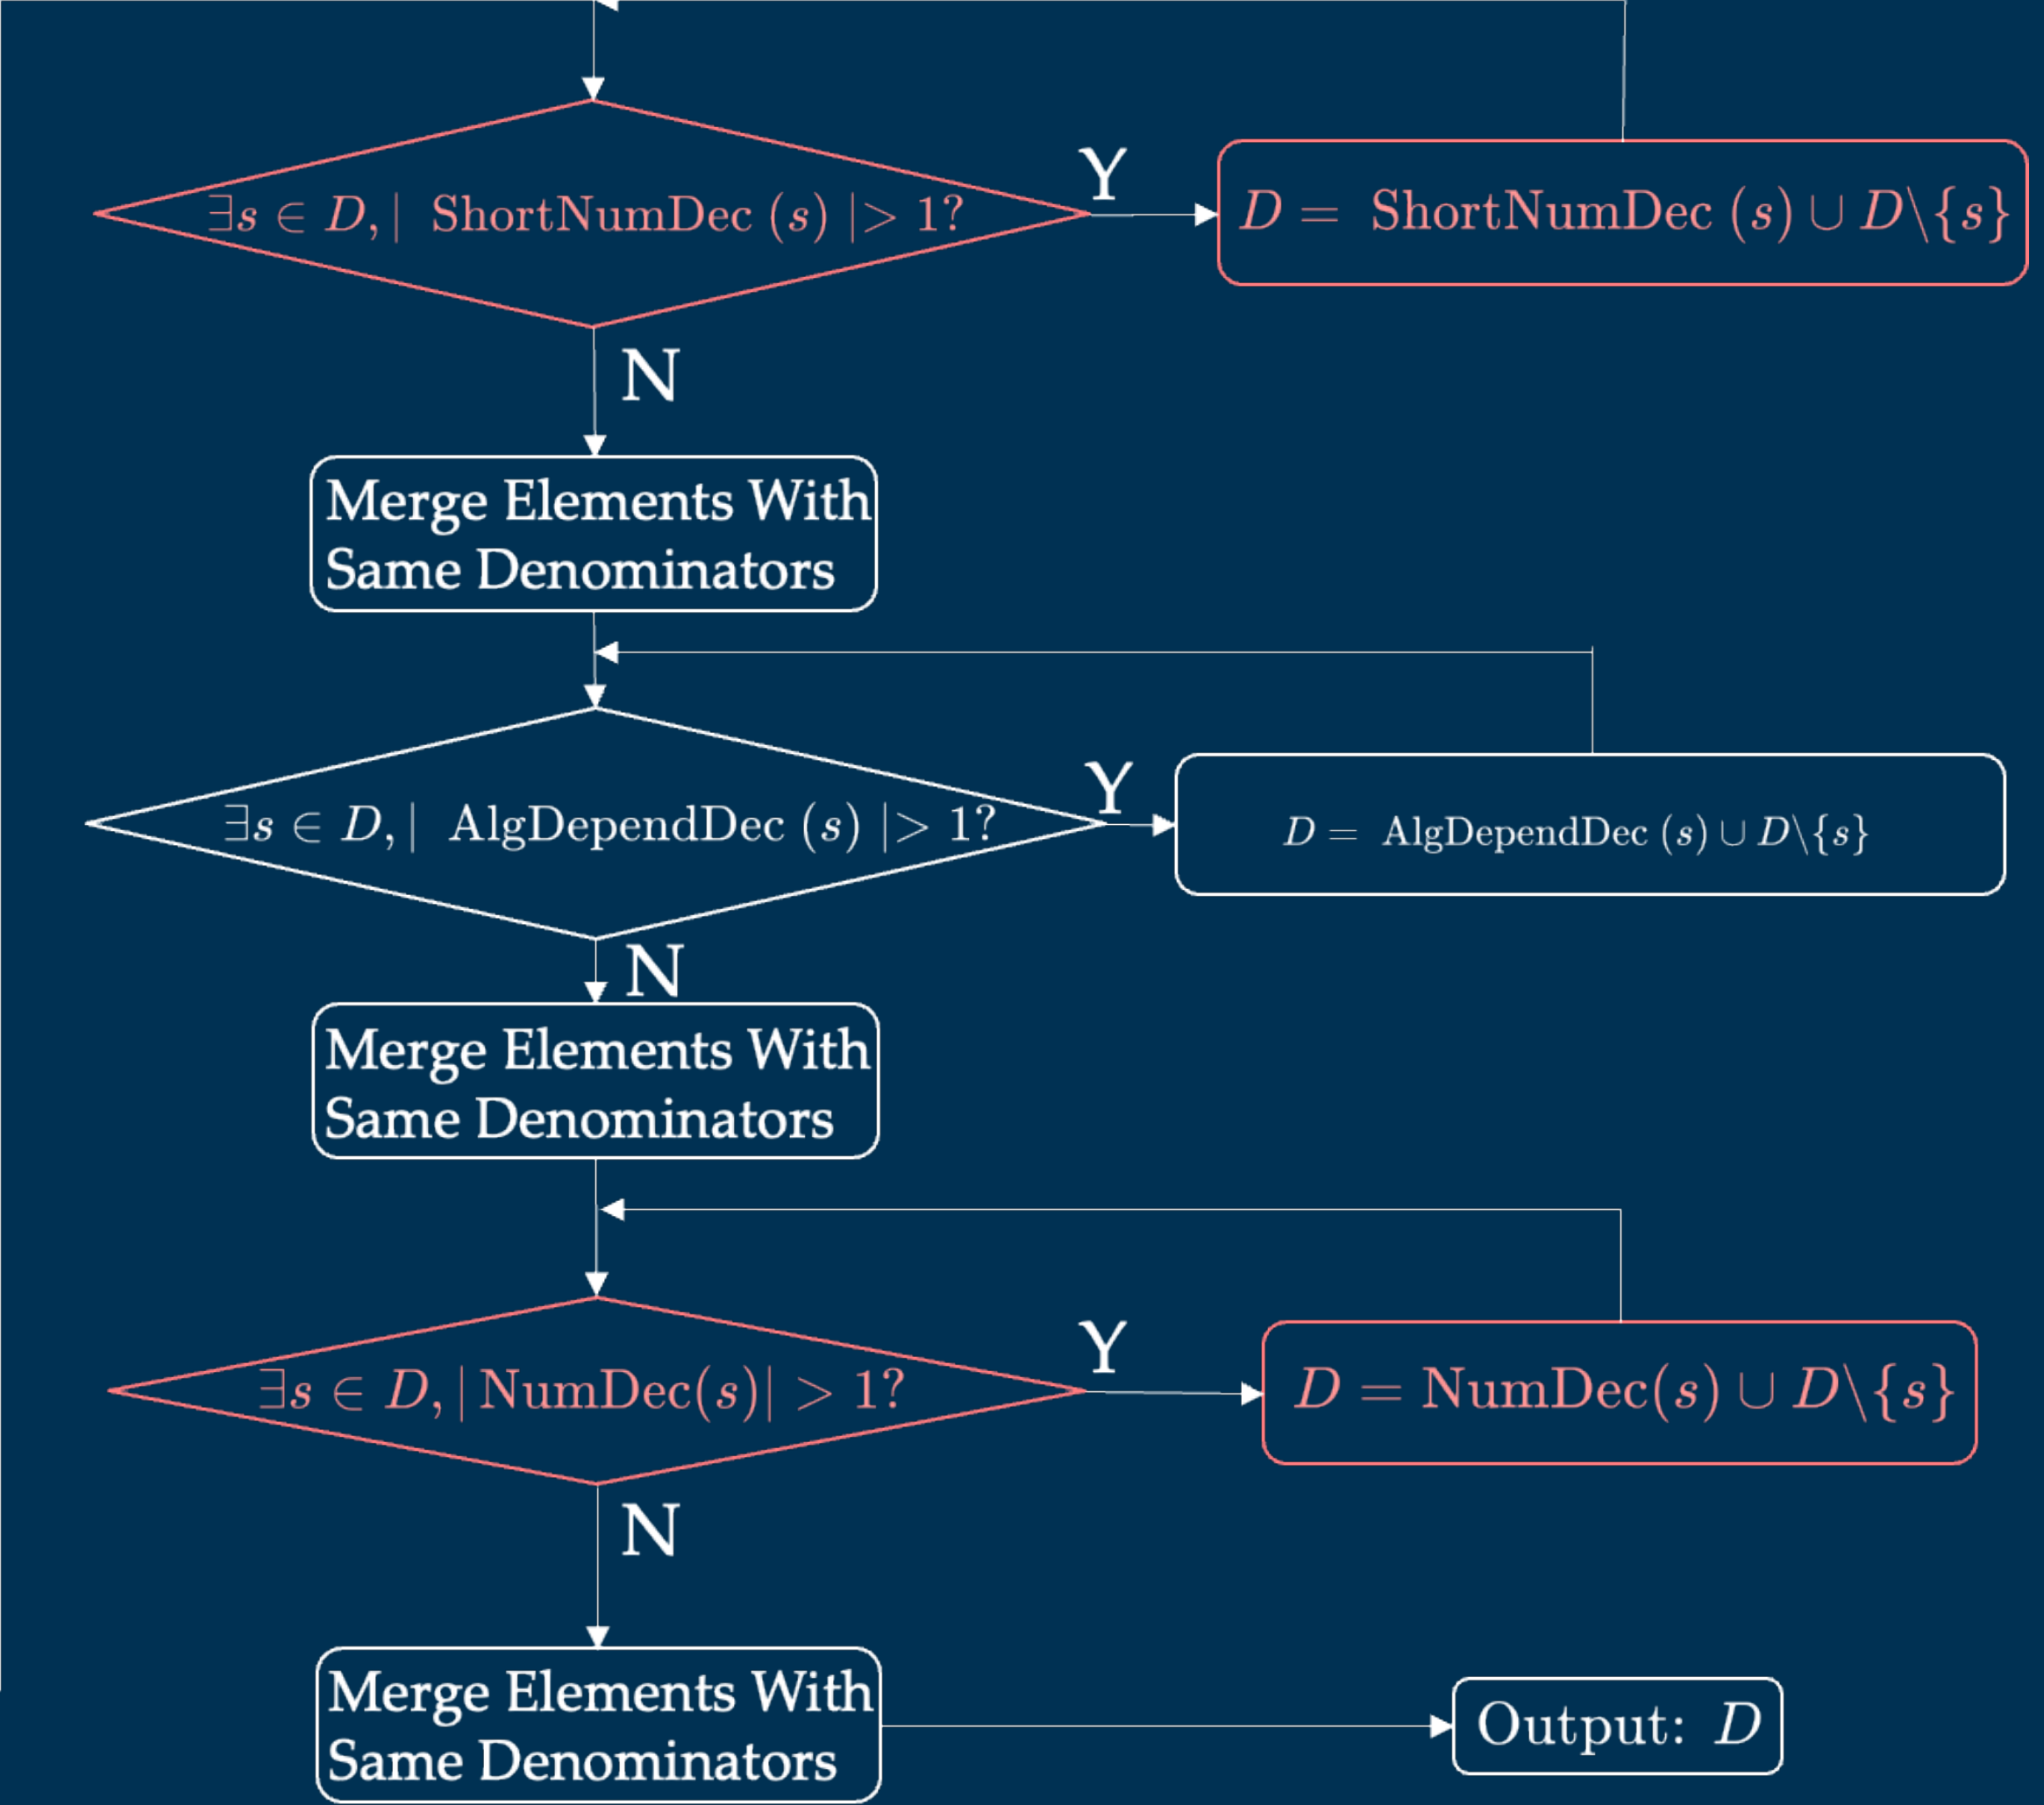 ∃s ∈ D, | ShortNumDec (s) |> 1?
Y
D = ShortNumDec (s) ∪ D\{s}
N
Merge Elements With
Same Denominators
∃s ∈ D, | AlgDependDec (s) |> 1?
Y
D = AlgDependDec (s) ∪ D\{s}
N
Merge Elements With
Same Denominators
∃s ∈ D, |NumDec(s)| > 1?
Y
D = NumDec(s) ∪ D\{s}
N
Merge Elements With
Same Denominators
Output: D